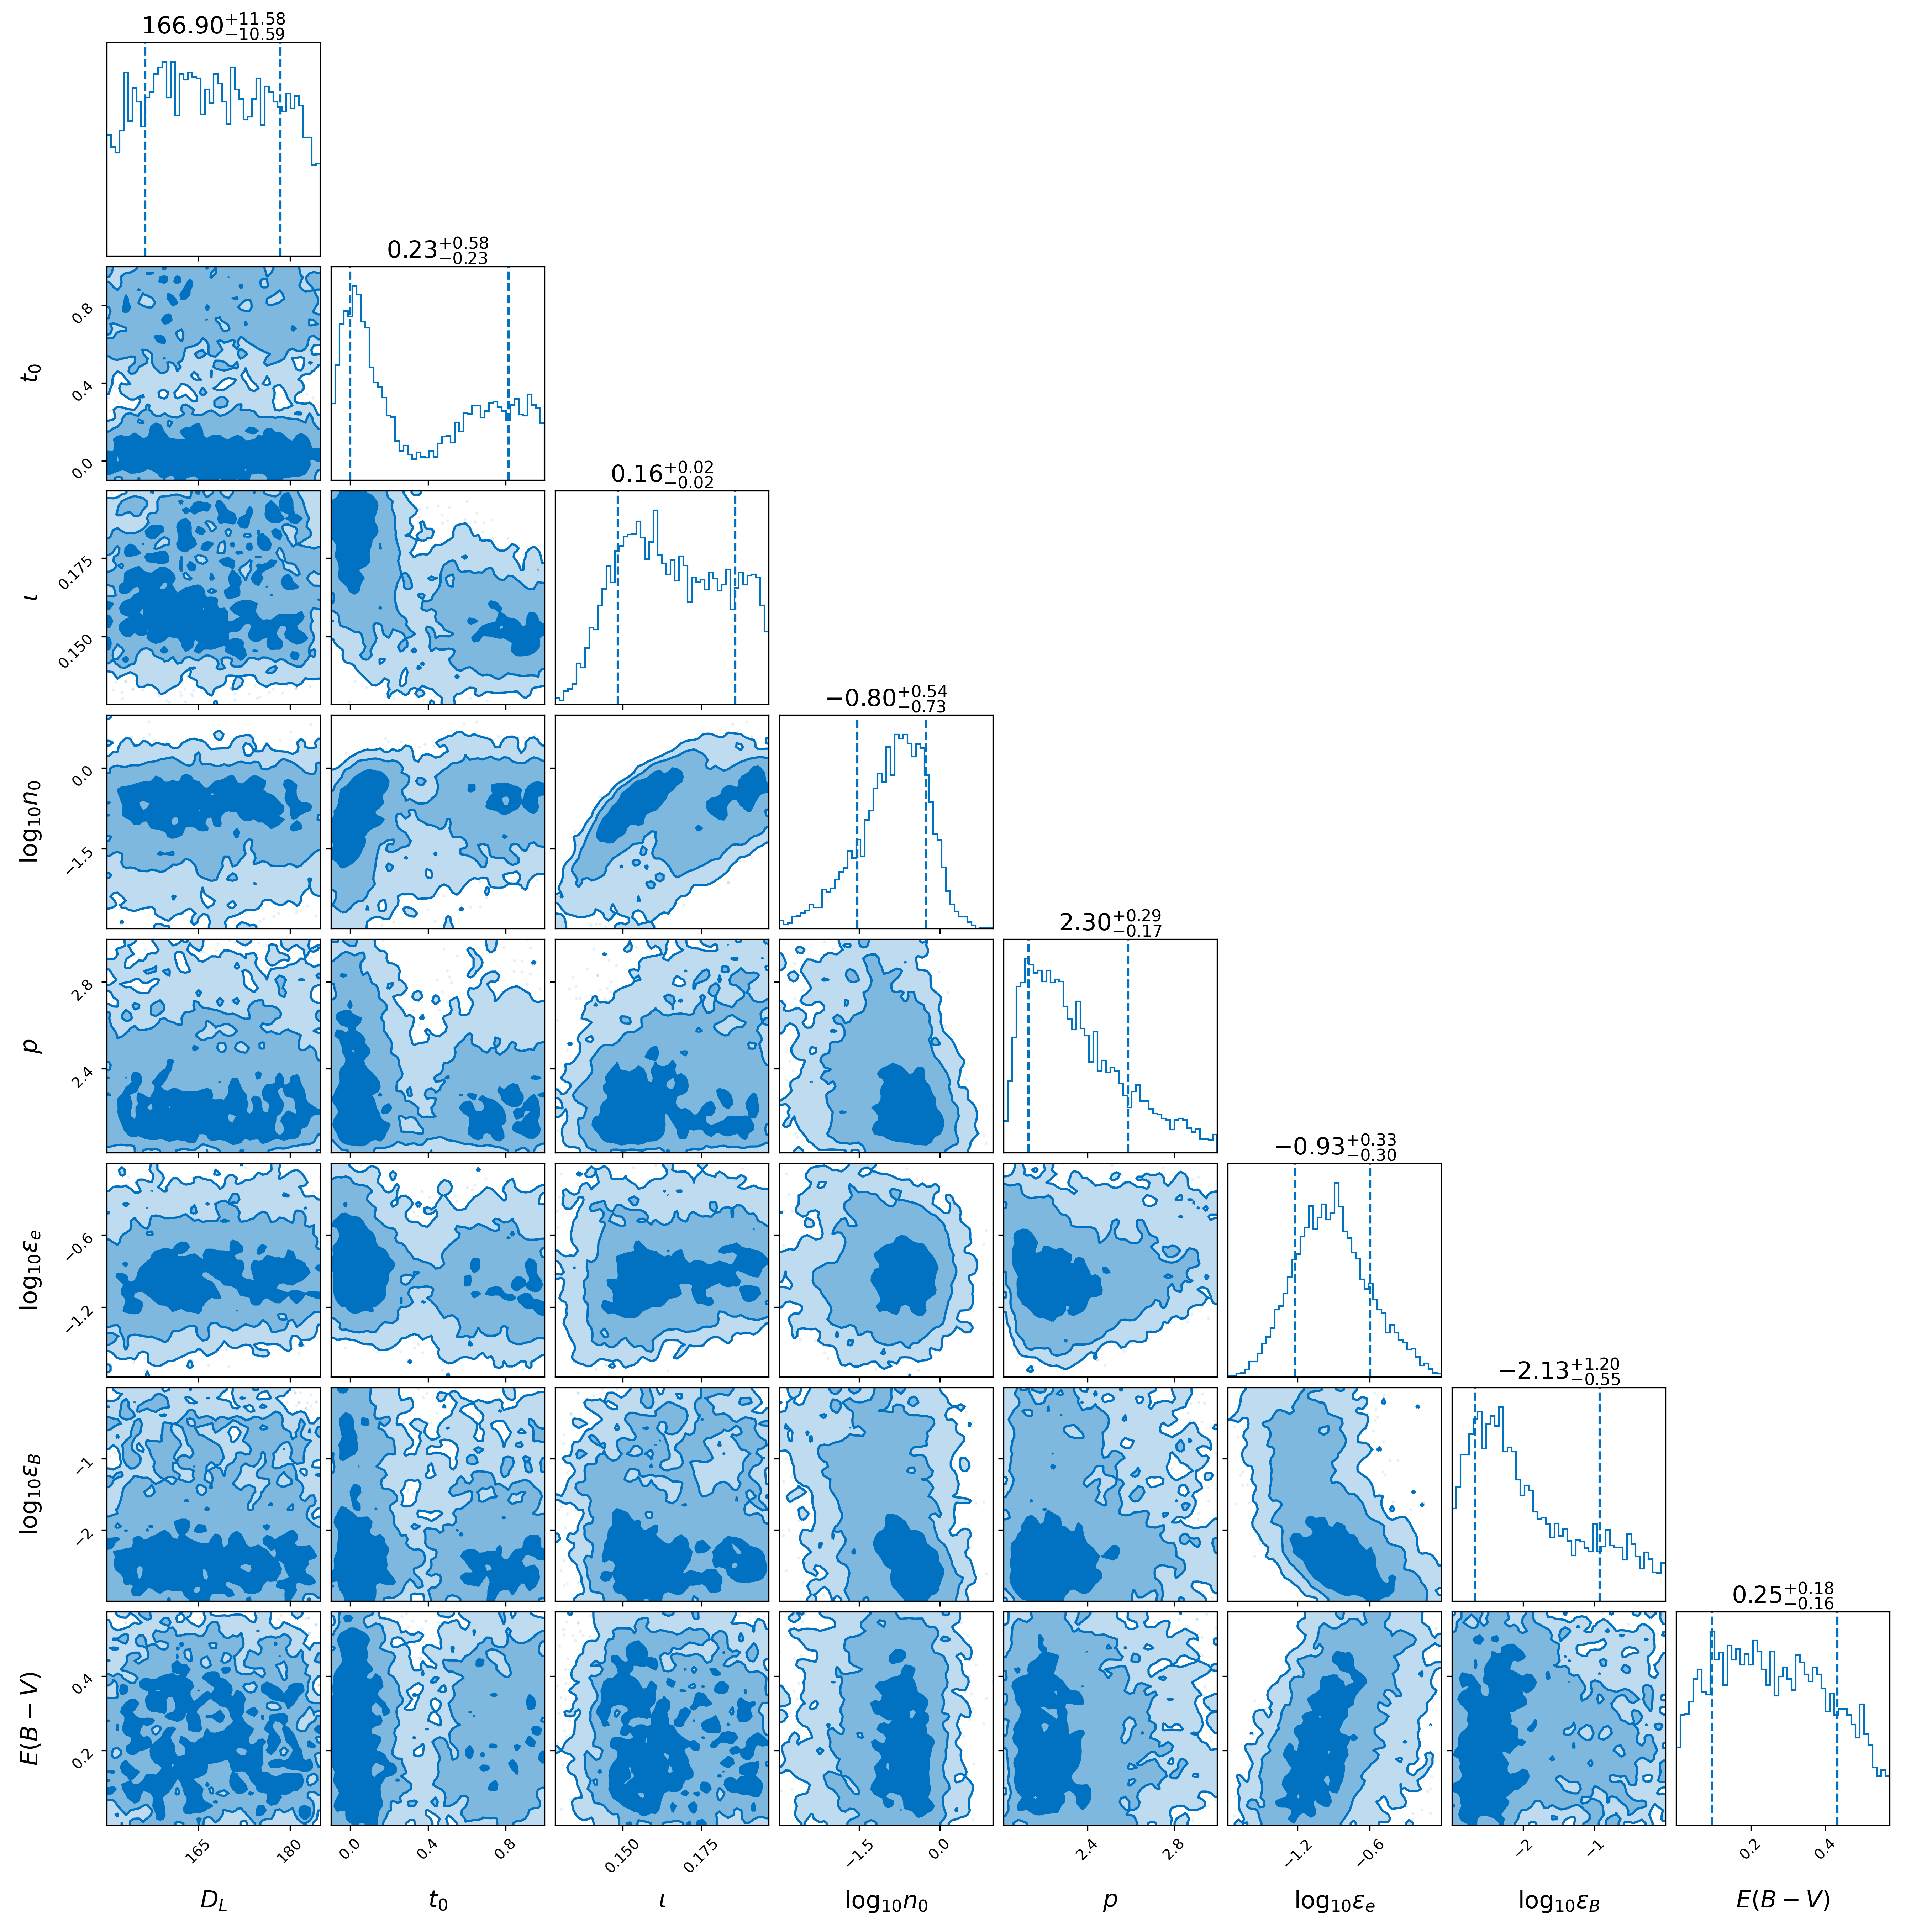 166.90+11.58−10.59
0.23+0.58−0.23
0.8
0.4
0.0
t0
0.16+0.02−0.02
0.175
0.150
ι
−0.80+0.54−0.73
0.0
−1.5
log10n0
2.30+0.29−0.17
2.8
2.4
p
−0.93+0.33−0.30
−0.6
−1.2
log10εe
−2.13+1.20−0.55
−1
−2
log10εB
0.25+0.18−0.16
0.4
0.2
E(B − V)
165 180 0.0 0.4 0.8 0.150 0.175 −1.5 0.0 2.4 2.8 −1.2 −0.6 −2 −1 0.2 0.4
DL t0 ι log10n0 p log10εe log10εB E(B − V)